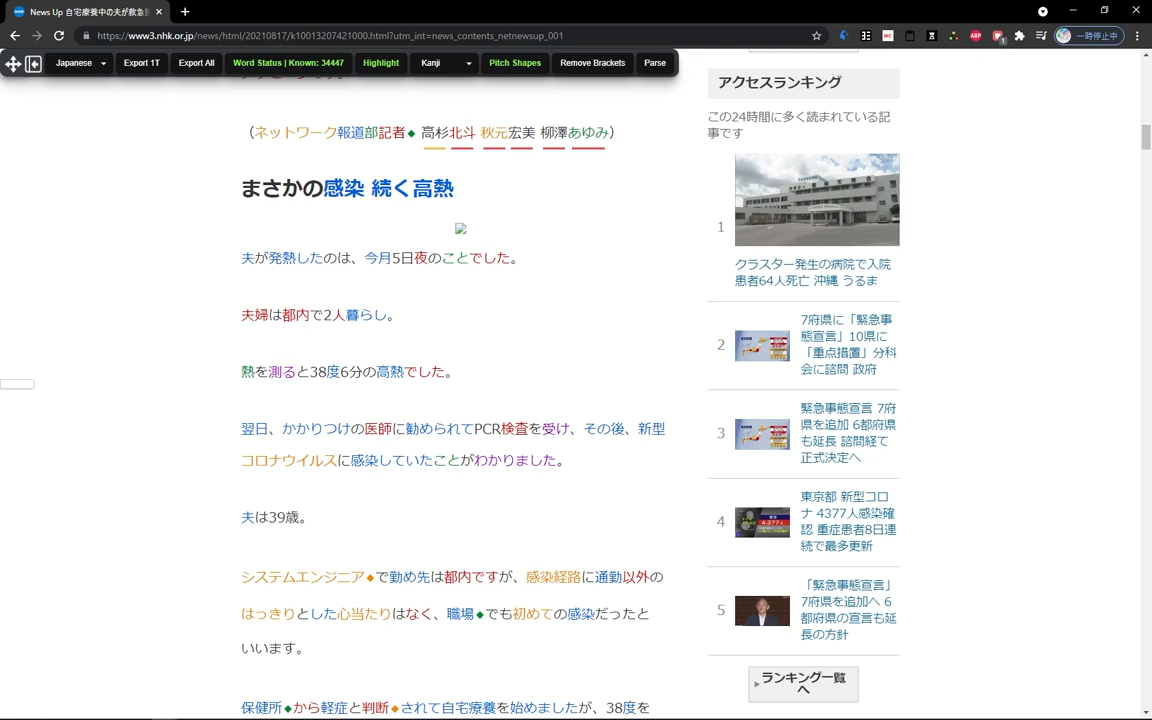 News Up 自宅療養中の夫が救急
https://www3.nhk.or.jp/news/html/20210817/k10013207421000.html?utm_int=news_contents_netnewsup_001
一時停止中
Japanese
Export 1T
Export All
Word Status | Known: 34447
Highlight
Kanji
Pitch Shapes
Remove Brackets
Parse
（ネットワーク報道部記者 高杉北斗 秋元宏美 柳澤あゆみ）
まさかの感染 続く高熱
夫が発熱したのは、今月5日夜のことでした。
夫婦は都内で2人暮らし。
熱を測ると38度6分の高熱でした。
翌日、かかりつけの医師に勧められてPCR検査を受け、その後、新型
コロナウイルスに感染していたことがわかりました。
夫は39歳。
システムエンジニアで勤め先は都内ですが、感染経路に通勤以外の
はっきりとした心当たりはなく、職場でも初めての感染だったと
いいます。
保健所から軽症と判断されて自宅療養を始めましたが、38度を
アクセスランキング
この24時間に多く読まれている記
事です
1
クラスター発生の病院で入院
患者64人死亡 沖縄 うるま
2
7府県に「緊急事
態宣言」10県に
「重点措置」分科
会に諮問 政府
3
緊急事態宣言 7府
県を追加 6都府県
も延長 諮問経て
正式決定へ
4
東京都 新型コロ
ナ 4377人感染確
認 重症患者8日連
続で最多更新
5
「緊急事態宣言」
7府県を追加へ 6
都府県の宣言も延
長の方針
ランキング一覧
へ